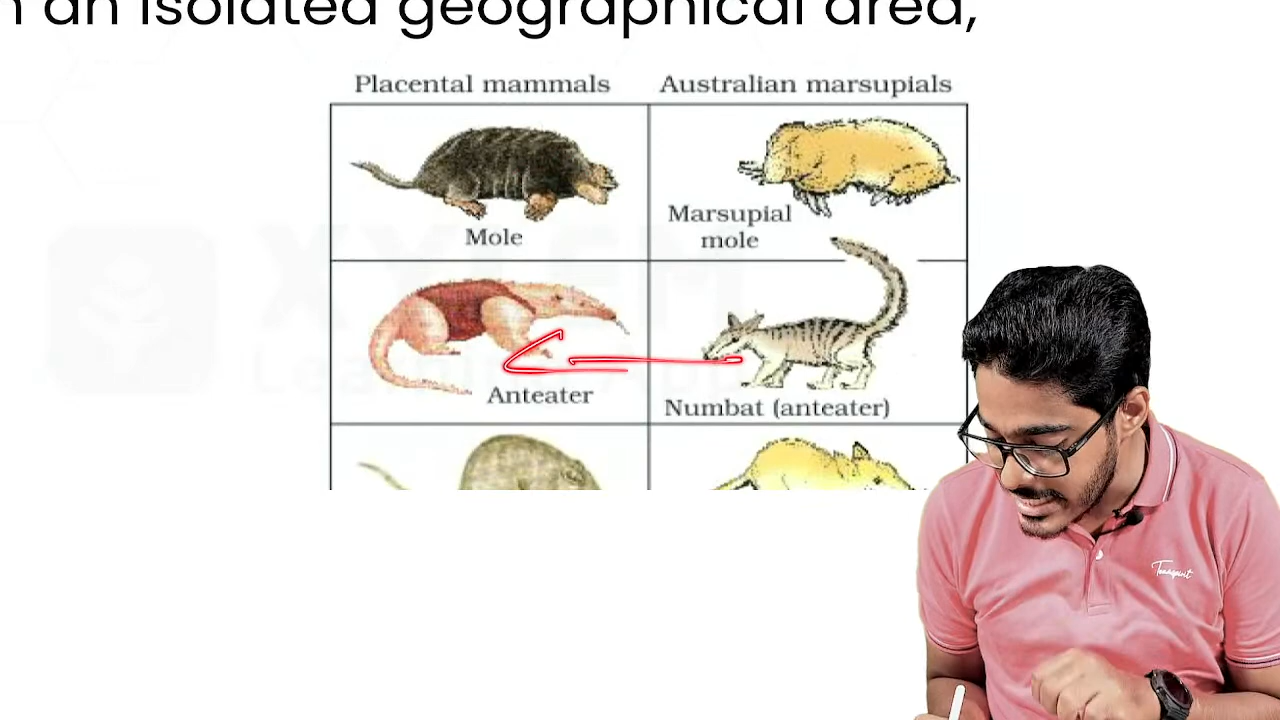 n an isolated geographical area,
Placental mammals Australian marsupials
Mole
Marsupial
mole
Anteater
Numbat (anteater)